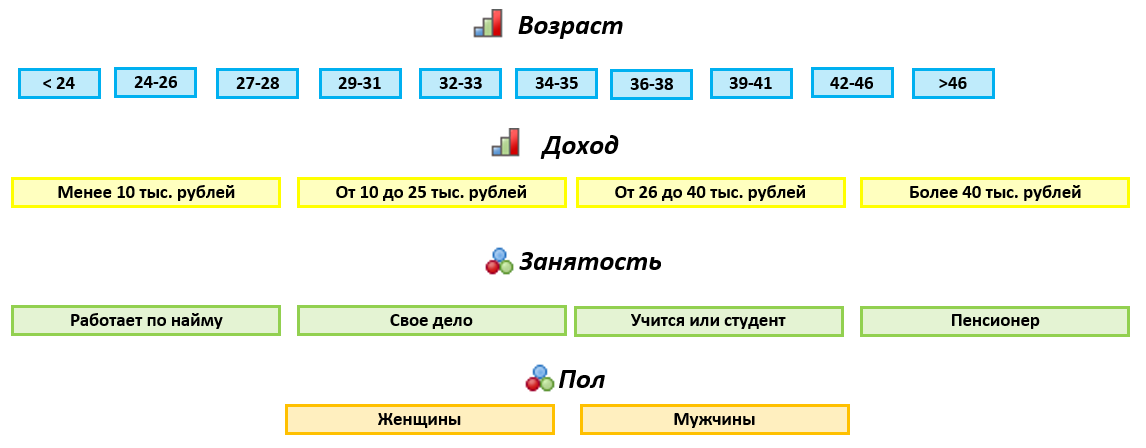 Возраст
< 24 24-26 27-28 29-31 32-33 34-35 36-38 39-41 42-46 >46
Доход
Менее 10 тыс. рублей От 10 до 25 тыс. рублей От 26 до 40 тыс. рублей Более 40 тыс. рублей
Занятость
Работает по найму Свое дело Учится или студент Пенсионер
Пол
Женщины Мужчины